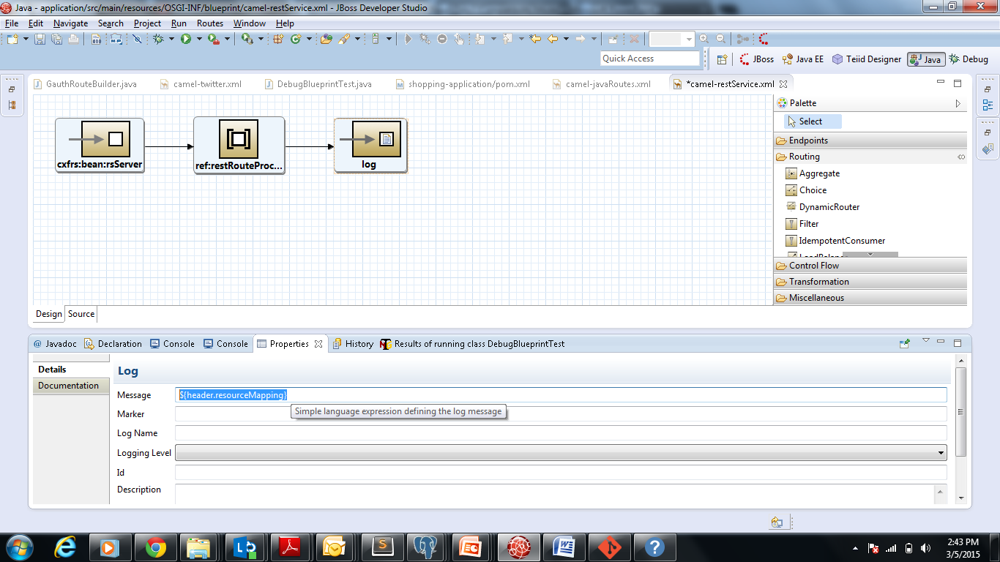 Java - application/src/main/resources/OSGI-INF/blueprint/camel-restService.xml - JBoss Developer Studio
File Edit Navigate Search Project Run Routes Window Help
Quick Access
JBoss Java EE Teiid Designer Java Debug
GauthRouteBuilder.java camel-twitter.xml DebugBlueprintTest.java shopping-application/pom.xml camel-javaRoutes.xml *camel-restService.xml
Palette
Select
Endpoints
Routing
Aggregate
Choice
DynamicRouter
Filter
IdempotentConsumer
Control Flow
Transformation
Miscellaneous
cxfrs:bean:rsServer ref:restRouteProc... log
Design Source
@ Javadoc Declaration Console Console Properties History Results of running class DebugBlueprintTest
Details
Documentation
Log
Message ${header.resourceMapping}
Simple language expression defining the log message
Marker
Log Name
Logging Level
Id
Description
2:43 PM
3/5/2015